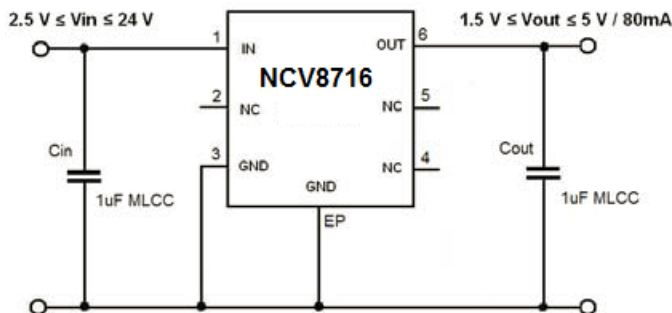 2.5 V ≤ Vin ≤ 24 V
1.5 V ≤ Vout ≤ 5 V / 80mA
1
IN
OUT
6
NCV8716
2
NC
NC
5
3
GND
NC
4
GND
EP
Cin
1uF MLCC
Cout
1uF MLCC